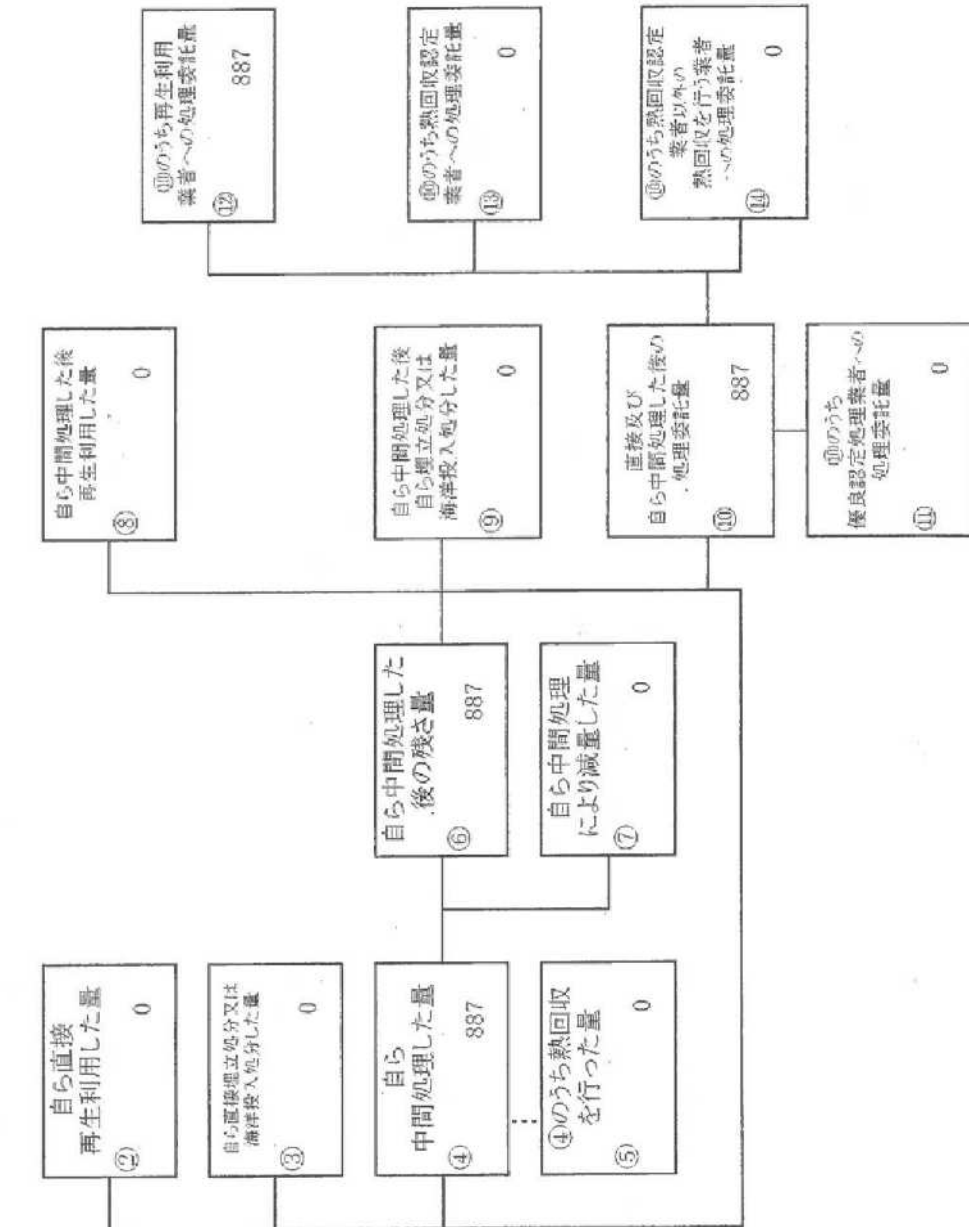 自ら直接
再生利用した量
②
0
自ら直接埋立処分又は
海洋投入処分した量
③
0
自ら
中間処理した量
④
887
④のうち熱回収
を行った量
⑤
0
自ら中間処理した
後の残さ量
⑥
887
自ら中間処理
により減量した量
⑦
0
自ら中間処理した後
再生利用した量
⑧
0
自ら中間処理した後
自ら埋立処分又は
海洋投入処分した量
⑨
0
直接及び
自ら中間処理した後の
処理委託量
⑩
887
⑩のうち
優良認定処理業者への
処理委託量
⑪
0
⑩のうち再生利用
業者への処理委託量
⑫
887
⑩のうち熱回収認定
業者への処理委託量
⑬
0
⑩のうち熱回収認定
業者以外の
熱回収を行う業者
への処理委託量
⑭
0